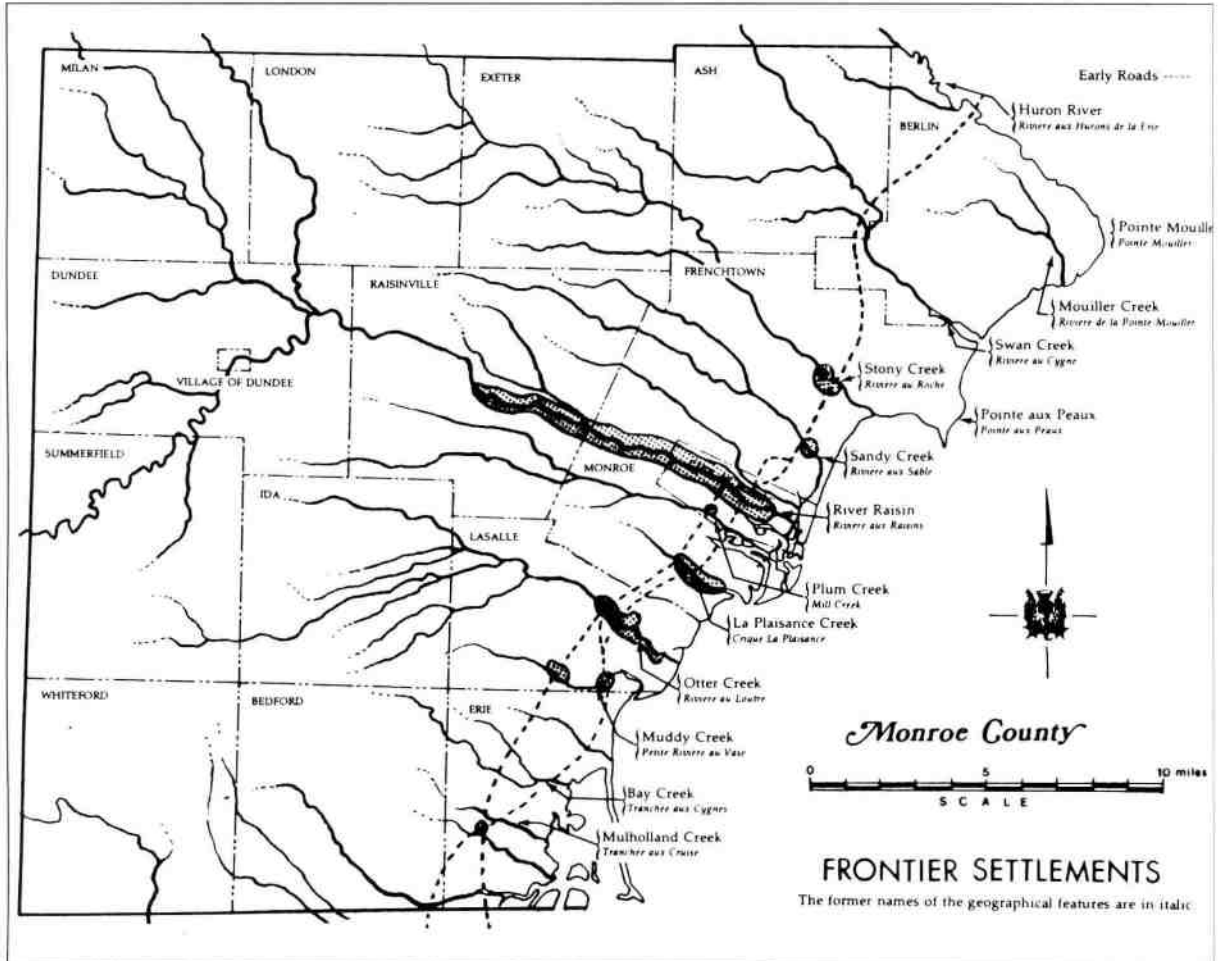 MILAN
LONDON
EXETER
ASH
Early Roads
Huron River
Riviere aux Hurons de la Erie
BERLIN
Pointe Mouille
Pointe Mouiller
DUNDEE
RAISINVILLE
FRENCHTOWN
Mouiller Creek
Riviere de la Pointe Mouiller
Swan Creek
Riviere au Cygne
VILLAGE OF DUNDEE
Stony Creek
Riviere au Roche
Pointe aux Peaux
Pointe aux Peaux
SUMMERFIELD
MONROE
Sandy Creek
Riviere aux Sable
IDA
River Raisin
Riviere aux Raisins
LASALLE
Plum Creek
Mill Creek
La Plaisance Creek
Crique La Plaisance
Otter Creek
Riviere au Loutre
WHITEFORD
BEDFORD
ERIE
Muddy Creek
Petite Riviere au Vase
Monroe County
0 5 10 miles
SCALE
Bay Creek
Tranchee aux Cygnes
Mulholland Creek
Tranchee aux Cruise
FRONTIER SETTLEMENTS
The former names of the geographical features are in italic